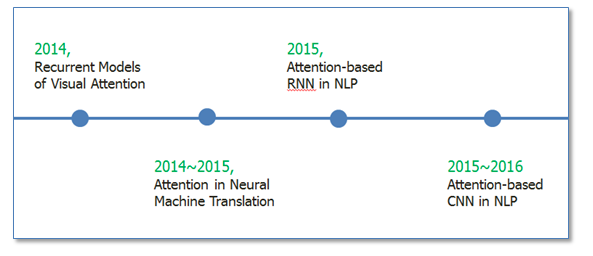 2014,
Recurrent Models
of Visual Attention
2014~2015,
Attention in Neural
Machine Translation
2015,
Attention-based
RNN in NLP
2015~2016
Attention-based
CNN in NLP